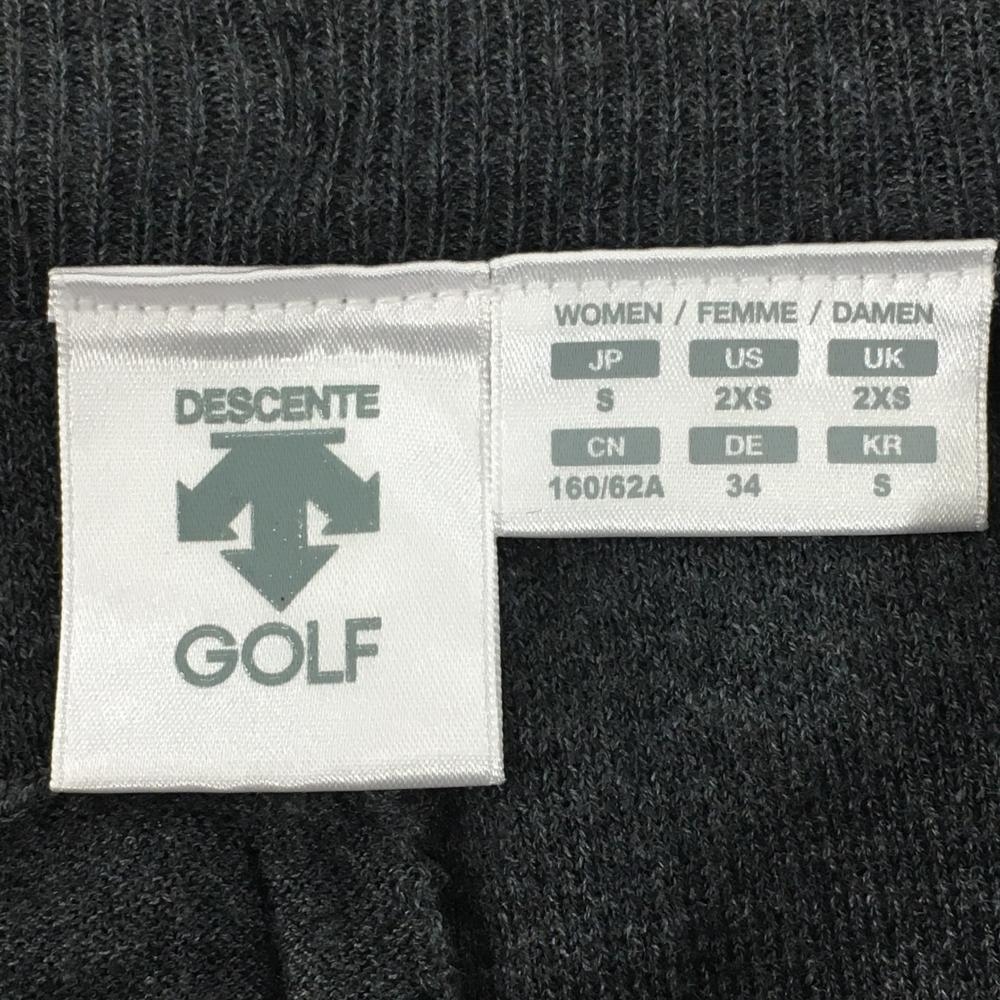 DESCENTE
GOLF
WOMEN / FEMME / DAMEN
JP US UK
S 2XS 2XS
CN DE KR
160/62A 34 S